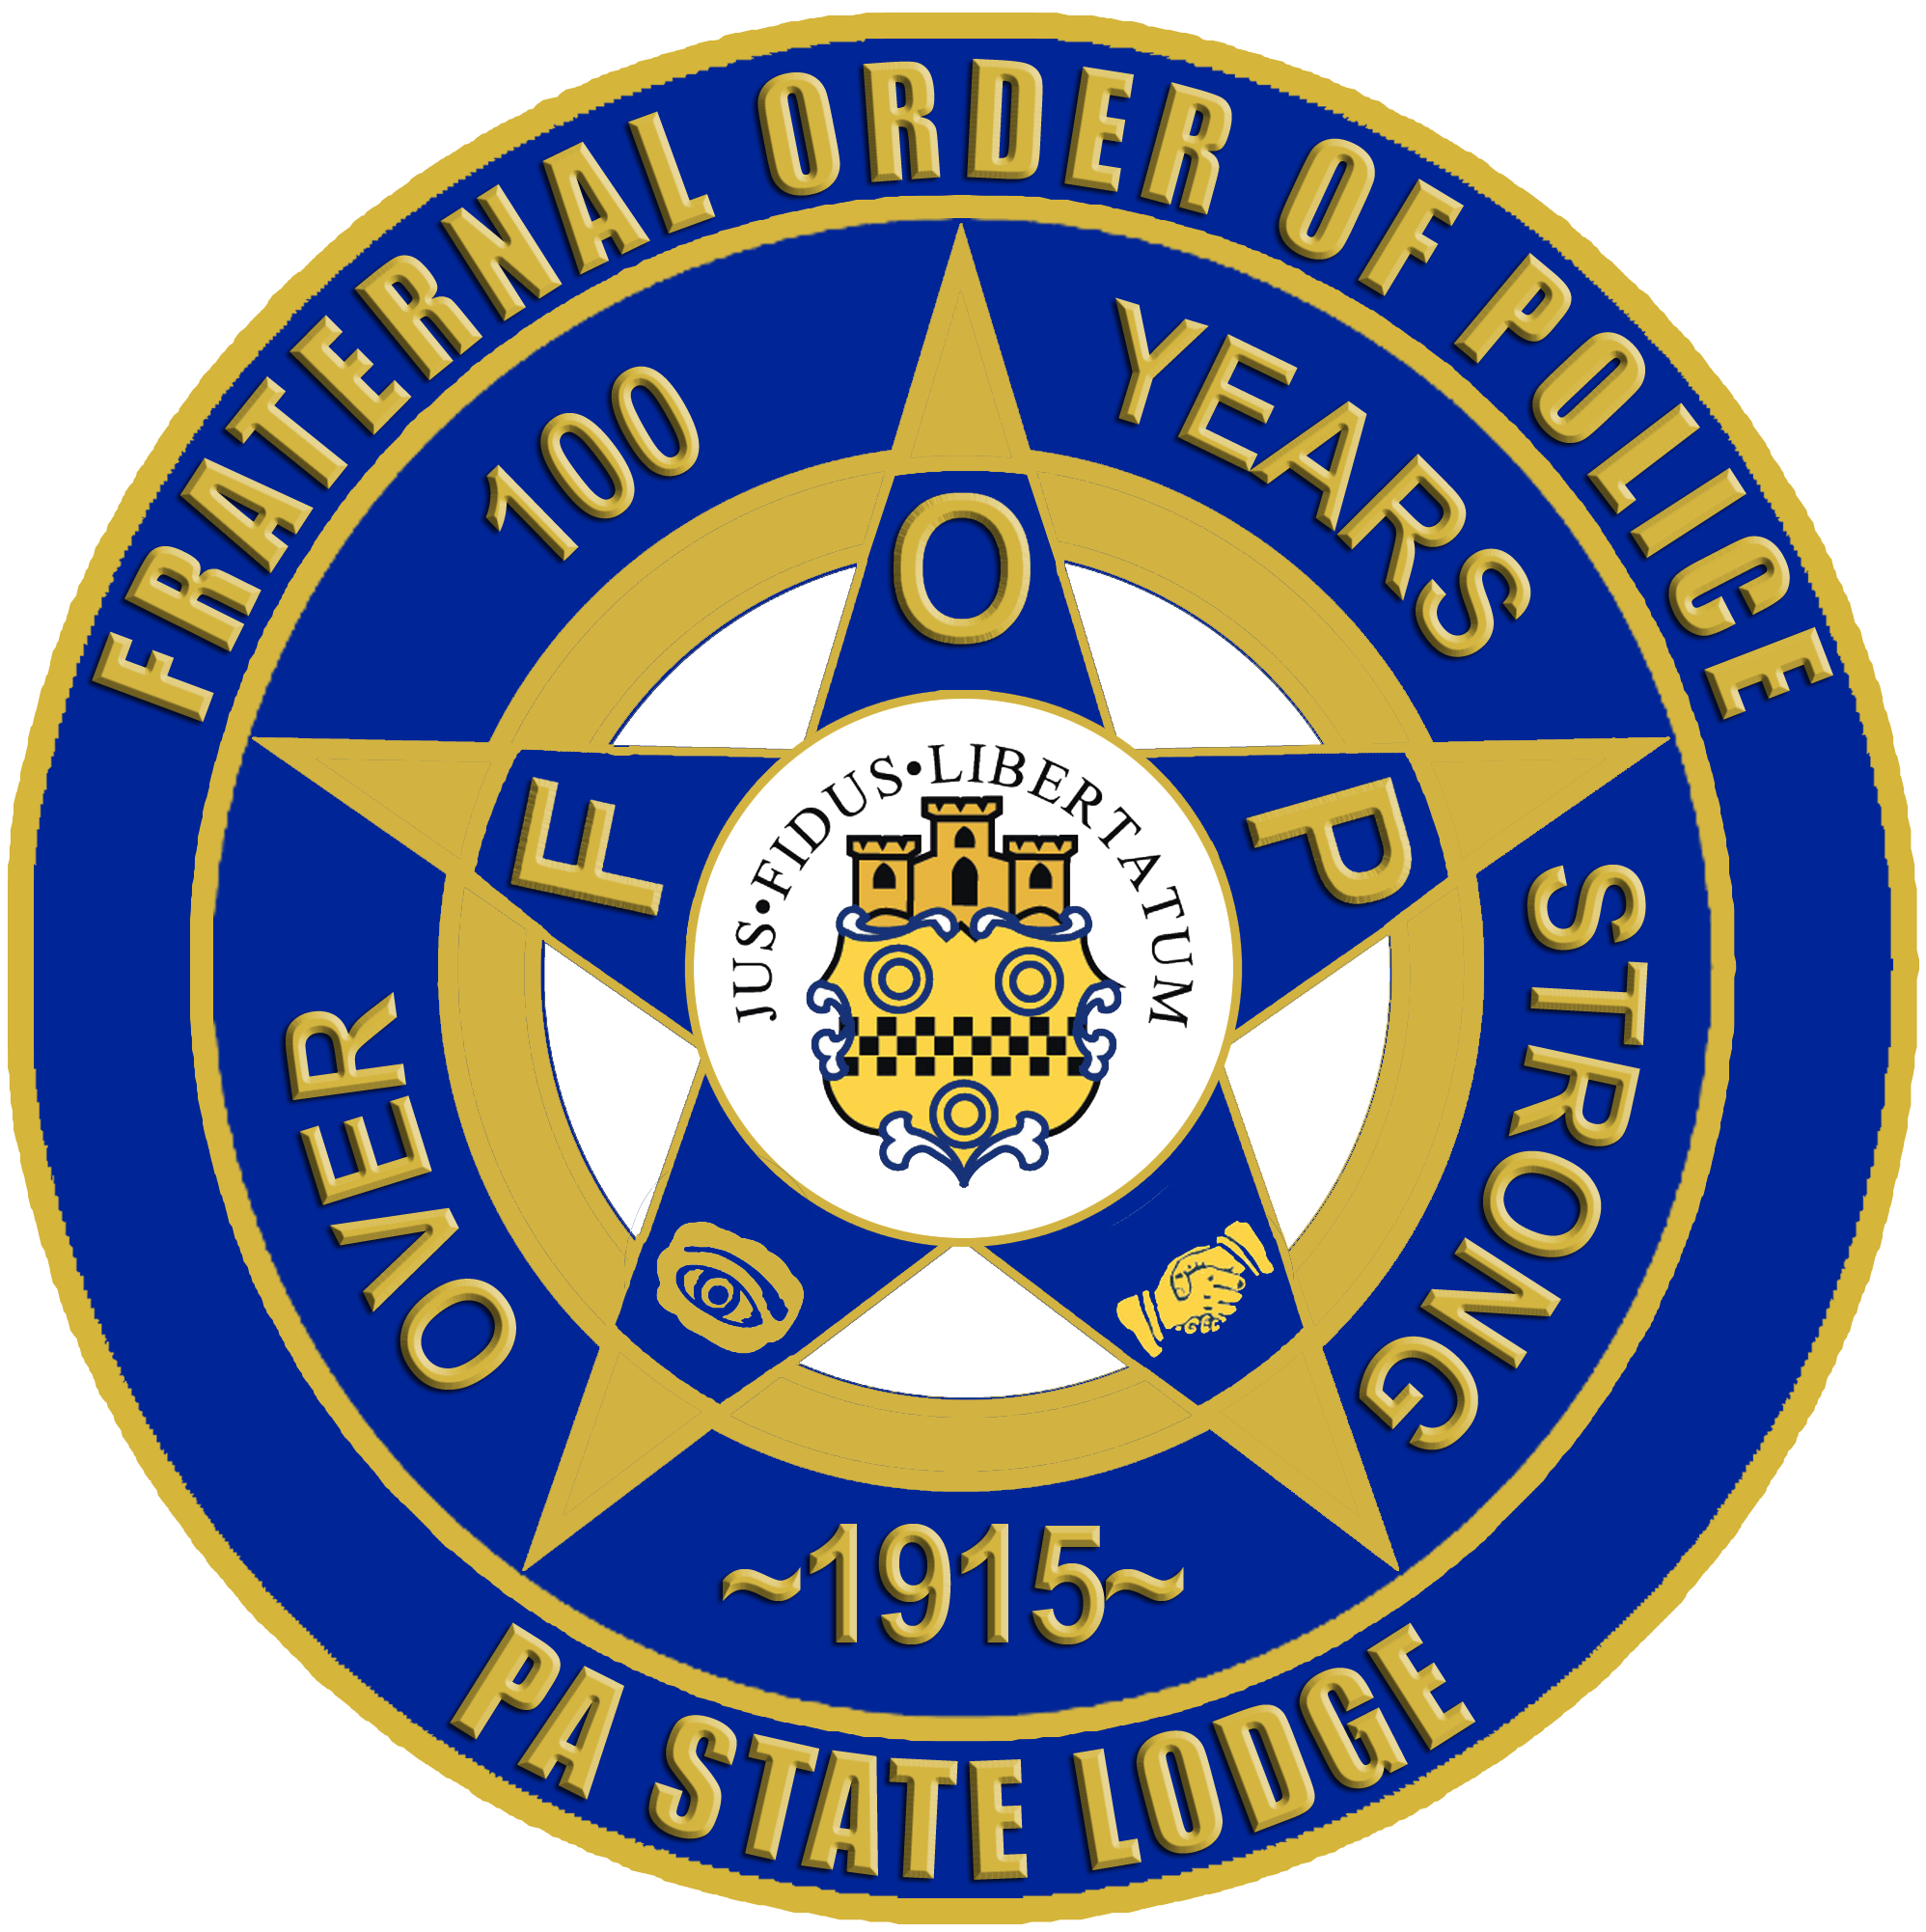 FRATERNAL ORDER OF POLICE
OVER 100 YEARS STRONG
F O P
JUS•FIDUS•LIBERTATUM
~1915~
PA STATE LODGE